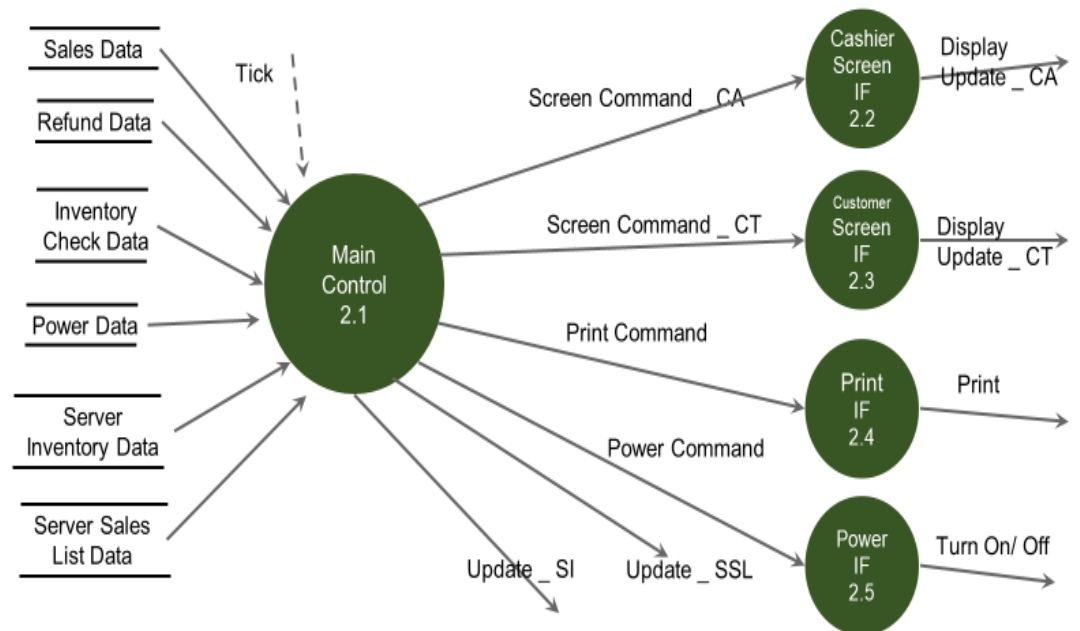 Sales Data
Refund Data
Inventory
Check Data
Power Data
Server
Inventory Data
Server Sales
List Data
Tick
Main
Control
2.1
Screen Command _ CA
Screen Command _ CT
Print Command
Power Command
Update _ SI
Update _ SSL
Cashier
Screen
IF
2.2
Display
Update _ CA
Customer
Screen
IF
2.3
Display
Update _ CT
Print
IF
2.4
Print
Power
IF
2.5
Turn On/ Off